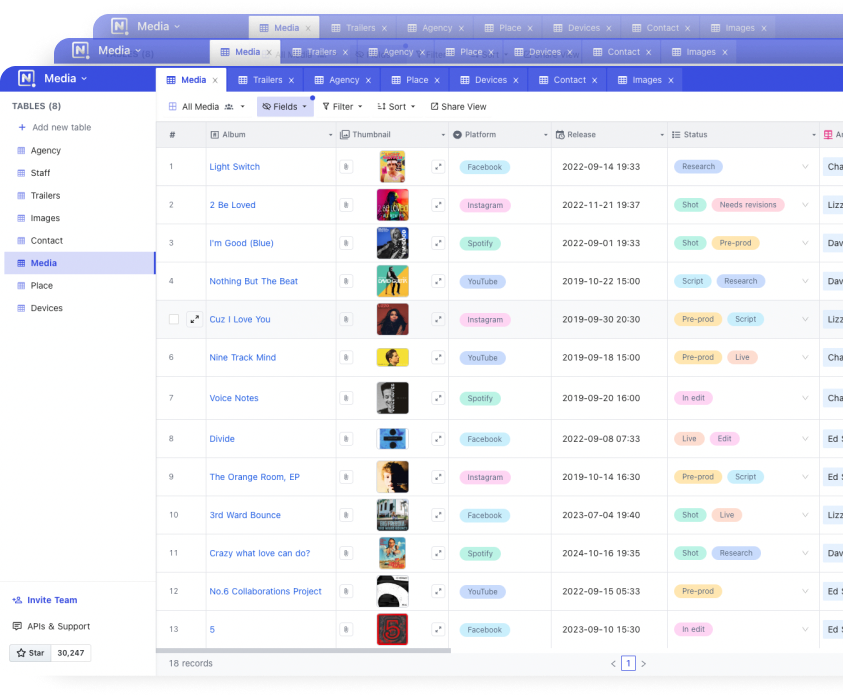 Media
Media × Trailers × Agency × Place × Devices × Contact × Images ×
Media
Media × Trailers × Agency × Place × Devices × Contact × Images ×
N Media
Media × Trailers × Agency × Place × Devices × Contact × Images ×
TABLES (8)
All Media Fields Filter Sort Share View
+ Add new table
Agency
Staff
Trailers
Images
Contact
Media
Place
Devices
# Album Thumbnail Platform Release Status
1 Light Switch Facebook 2022-09-14 19:33 Research Cha
2 2 Be Loved Instagram 2022-11-21 19:37 Shot Needs revisions Lizz
3 I'm Good (Blue) Spotify 2022-09-01 19:33 Shot Pre-prod Dav
4 Nothing But The Beat YouTube 2019-10-22 15:00 Script Research Dav
Cuz I Love You Instagram 2019-09-30 20:30 Pre-prod Script Lizz
6 Nine Track Mind YouTube 2019-09-18 15:00 Pre-prod Live Cha
7 Voice Notes Spotify 2019-09-20 16:00 In edit Cha
8 Divide Facebook 2022-09-08 07:33 Live Edit Ed S
9 The Orange Room, EP Instagram 2019-10-14 16:30 Pre-prod Script Ed S
10 3rd Ward Bounce Facebook 2023-07-04 19:40 Shot Live Lizz
11 Crazy what love can do? Spotify 2024-10-16 19:35 Shot Research Dav
12 No.6 Collaborations Project YouTube 2022-09-15 05:33 Pre-prod Ed S
13 5 Facebook 2023-09-10 15:30 In edit Ed S
Invite Team
APIs & Support
Star 30,247
18 records < 1 >